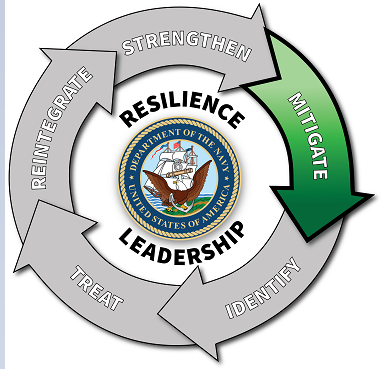 STRENGTHEN
MITIGATE
IDENTIFY
TREAT
REINTEGRATE
RESILIENCE
DEPARTMENT OF THE NAVY
UNITED STATES OF AMERICA
LEADERSHIP